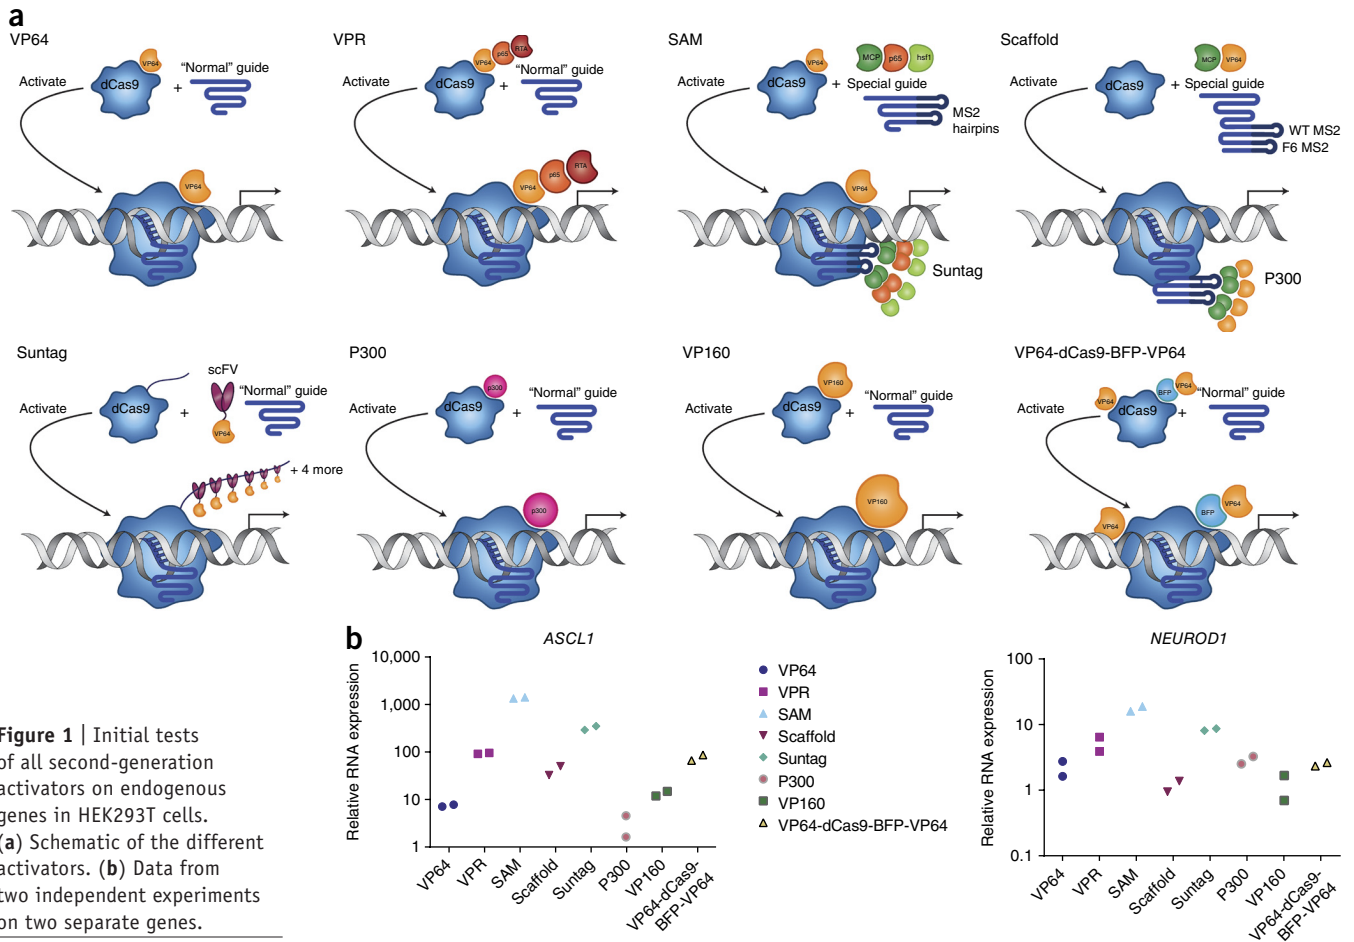 a
VP64
Activate
dCas9
VP64
+
"Normal" guide
VP64
VPR
Activate
dCas9
VP64
p65
RTA
+
"Normal" guide
VP64
p65
RTA
SAM
Activate
dCas9
VP64
MCP
p65
hsf1
+ Special guide
MS2
hairpins
VP64
Suntag
Scaffold
Activate
dCas9
MCP
VP64
+ Special guide
WT MS2
F6 MS2
P300
Suntag
Activate
dCas9
+
scFV
VP64
"Normal" guide
+ 4 more
P300
Activate
dCas9
p300
+
"Normal" guide
p300
VP160
Activate
dCas9
VP160
+
"Normal" guide
VP160
VP64-dCas9-BFP-VP64
Activate
VP64
dCas9
BFP
VP64
+
"Normal" guide
VP64
BFP
VP64
b
ASCL1
Relative RNA expression
10,000
1,000
100
10
1
VP64
VPR
SAM
Scaffold
Suntag
P300
VP160
VP64-dCas9-
BFP-VP64
VP64
VPR
SAM
Scaffold
Suntag
P300
VP160
VP64-dCas9-BFP-VP64
NEUROD1
Relative RNA expression
100
10
1
0.1
VP64
VPR
SAM
Scaffold
Suntag
P300
VP160
VP64-dCas9-
BFP-VP64
Figure 1 | Initial tests
of all second-generation
activators on endogenous
genes in HEK293T cells.
(a) Schematic of the different
activators. (b) Data from
two independent experiments
on two separate genes.